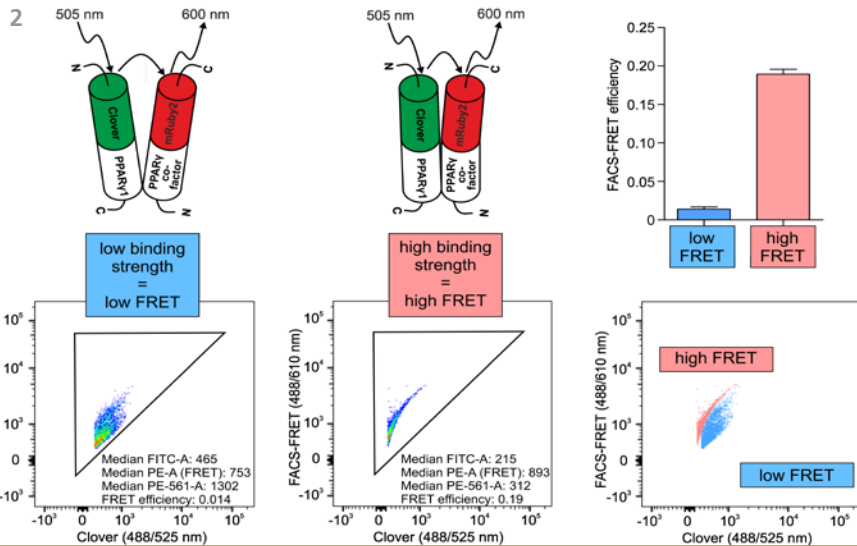 2
505 nm
600 nm
N
C
Clover
mRuby2
PPARγ1
PPARγ
co-
factor
C
N
505 nm
600 nm
N
C
Clover
mRuby2
PPARγ1
PPARγ
co-
factor
C
N
FACS-FRET efficiency
0.25
0.20
0.15
0.10
0.05
0
low
FRET
high
FRET
low binding
strength
=
low FRET
high binding
strength
=
high FRET
10⁵
10⁴
10³
0
-10³
Median FITC-A: 465
Median PE-A (FRET): 753
Median PE-561-A: 1302
FRET efficiency: 0.014
-10³ 0 10³ 10⁴ 10⁵
Clover (488/525 nm)
FACS-FRET (488/610 nm)
10⁵
10⁴
10³
0
-10³
Median FITC-A: 215
Median PE-A (FRET): 893
Median PE-561-A: 312
FRET efficiency: 0.19
-10³ 0 10³ 10⁴ 10⁵
Clover (488/525 nm)
FACS-FRET (488/610 nm)
10⁵
10⁴
10³
0
-10³
high FRET
low FRET
-10³ 0 10³ 10⁴ 10⁵
Clover (488/525 nm)